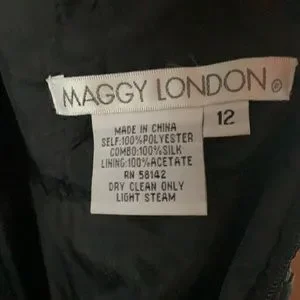 MAGGY LONDON®
12
MADE IN CHINA
SELF:100%POLYESTER
COMBO:100%SILK
LINING:100%ACETATE
RN 58142
DRY CLEAN ONLY
LIGHT STEAM